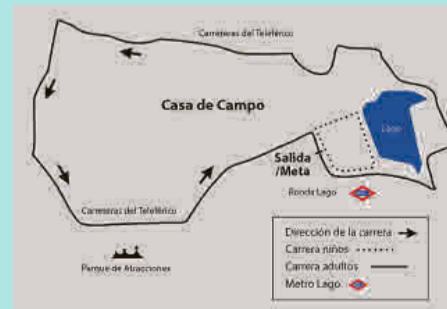 Carreteras del Teleférico
Casa de Campo
Lago
Salida
/Meta
Ronda Lago
Carreteras del Teleférico
Parque de Atracciones
Dirección de la carrera
Carrera niños
Carrera adultos
Metro Lago